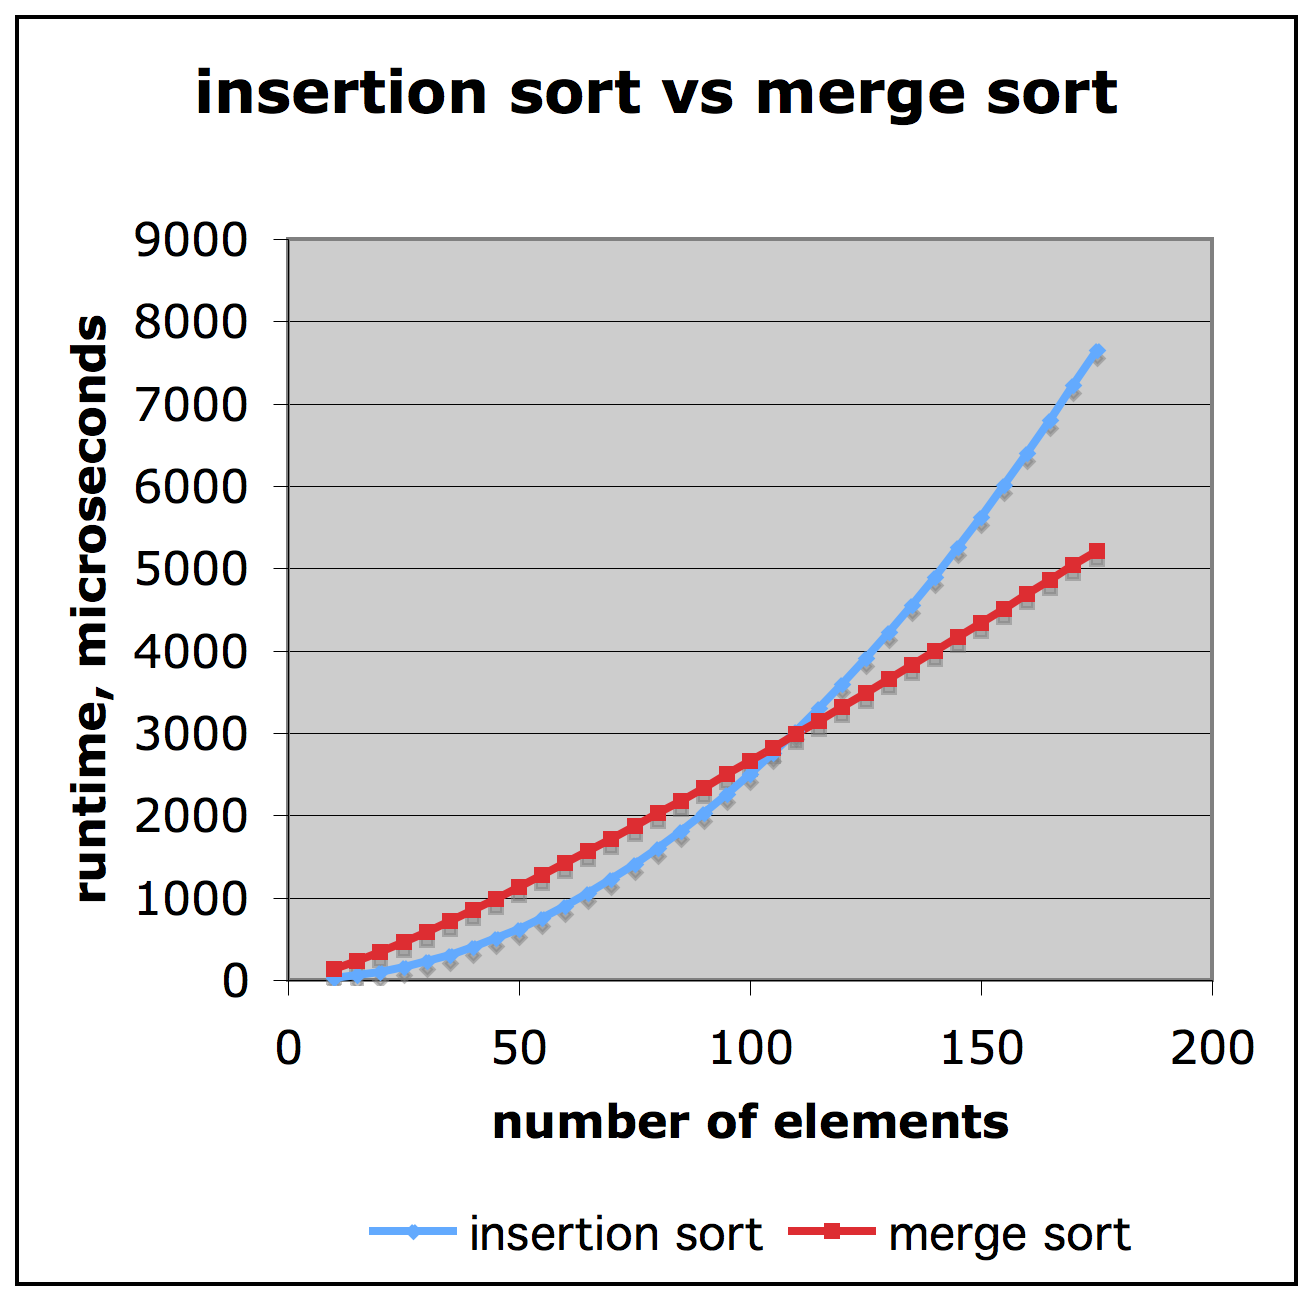 insertion sort vs merge sort
9000
8000
7000
6000
5000
4000
3000
2000
1000
0
runtime, microseconds
0 50 100 150 200
number of elements
insertion sort merge sort